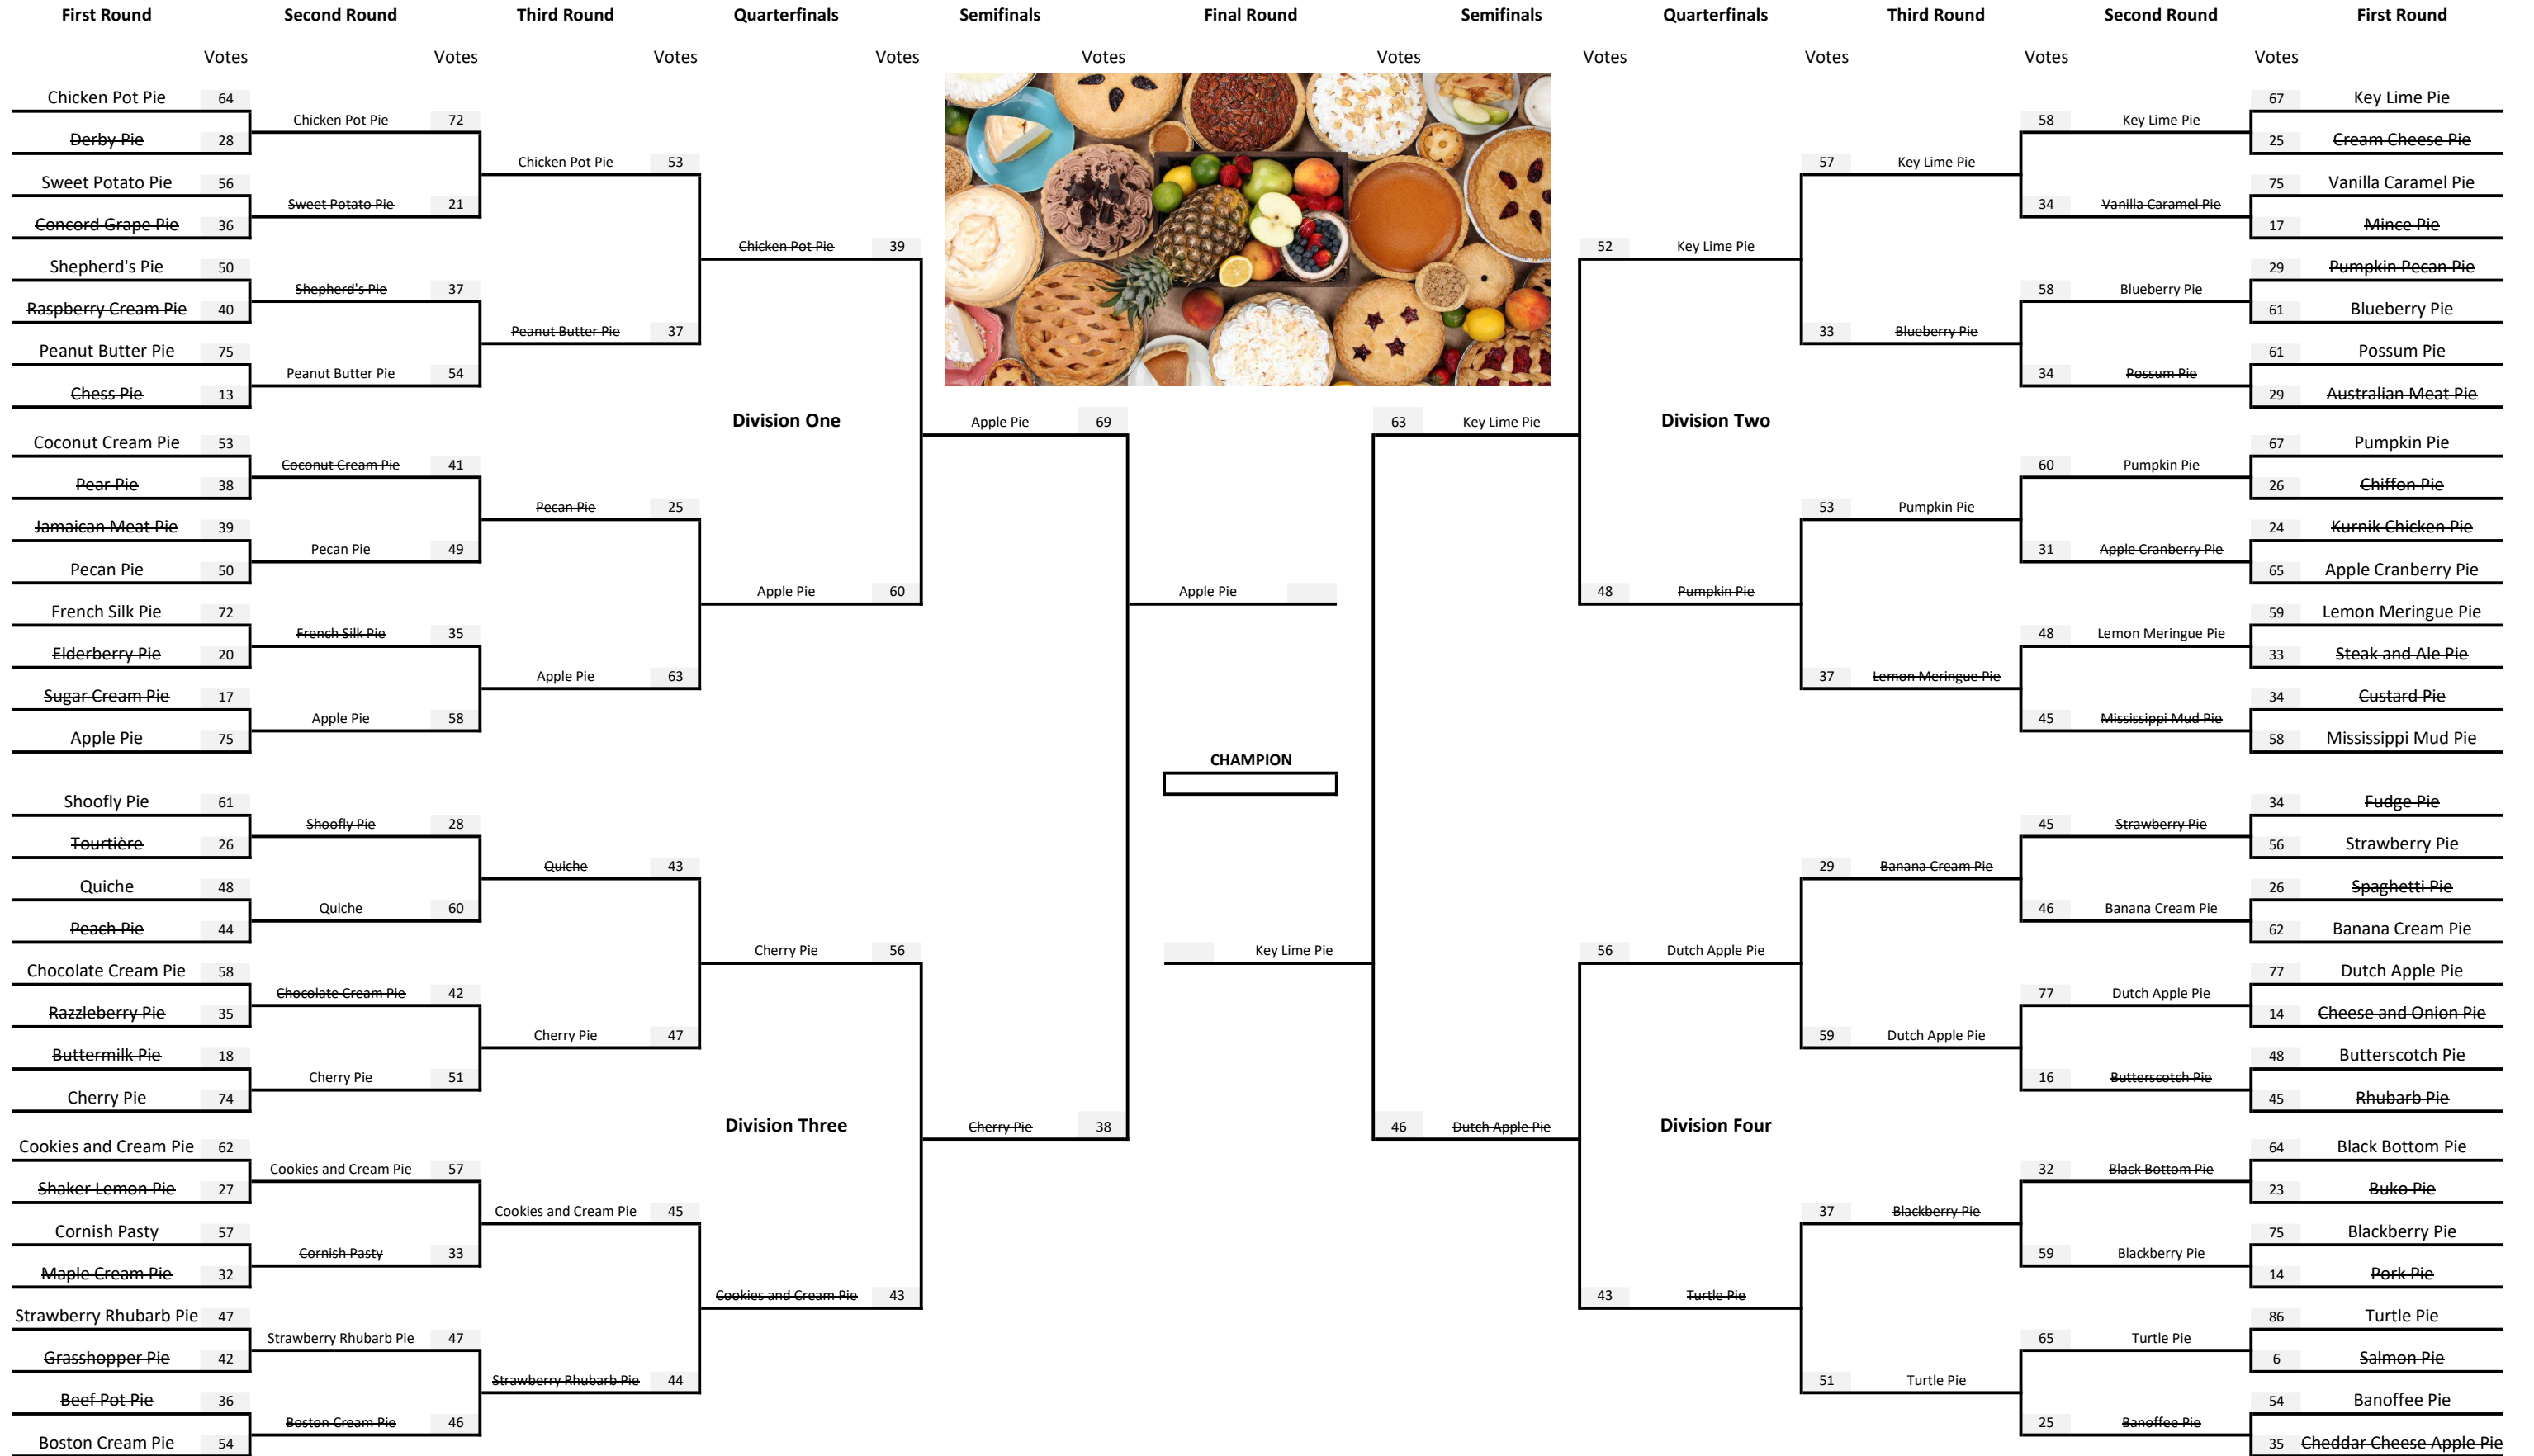 First Round Second Round Third Round Quarterfinals Semifinals Final Round Semifinals Quarterfinals Third Round Second Round First Round
Votes Votes Votes Votes Votes Votes Votes Votes Votes Votes
Chicken Pot Pie 64 67 Key Lime Pie
Chicken Pot Pie 72 58 Key Lime Pie
Derby Pie 28 25 Cream Cheese Pie
Chicken Pot Pie 53 57 Key Lime Pie
Sweet Potato Pie 56 75 Vanilla Caramel Pie
Sweet Potato Pie 21 34 Vanilla Caramel Pie
Concord Grape Pie 36 17 Mince Pie
Chicken Pot Pie 39 52 Key Lime Pie
Shepherd's Pie 50 29 Pumpkin Pecan Pie
Shepherd's Pie 37 58 Blueberry Pie
Raspberry Cream Pie 40 61 Blueberry Pie
Peanut Butter Pie 37 33 Blueberry Pie
Peanut Butter Pie 75 61 Possum Pie
Peanut Butter Pie 54 34 Possum Pie
Chess Pie 13 29 Australian Meat Pie
Division One Apple Pie 69 63 Key Lime Pie Division Two
Coconut Cream Pie 53 67 Pumpkin Pie
Coconut Cream Pie 41 60 Pumpkin Pie
Pear Pie 38 26 Chiffon Pie
Pecan Pie 25 53 Pumpkin Pie
Jamaican Meat Pie 39 24 Kurnik Chicken Pie
Pecan Pie 49 31 Apple Cranberry Pie
Pecan Pie 50 65 Apple Cranberry Pie
Apple Pie 60 Apple Pie 48 Pumpkin Pie
French Silk Pie 72 59 Lemon Meringue Pie
French Silk Pie 35 48 Lemon Meringue Pie
Elderberry Pie 20 33 Steak and Ale Pie
Apple Pie 63 37 Lemon Meringue Pie
Sugar Cream Pie 17 34 Custard Pie
Apple Pie 58 45 Mississippi Mud Pie
Apple Pie 75 58 Mississippi Mud Pie
CHAMPION
Shoofly Pie 61 34 Fudge Pie
Shoofly Pie 28 45 Strawberry Pie
Tourtière 26 56 Strawberry Pie
Quiche 43 29 Banana Cream Pie
Quiche 48 26 Spaghetti Pie
Quiche 60 46 Banana Cream Pie
Peach Pie 44 62 Banana Cream Pie
Cherry Pie 56 Key Lime Pie 56 Dutch Apple Pie
Chocolate Cream Pie 58 77 Dutch Apple Pie
Chocolate Cream Pie 42 77 Dutch Apple Pie
Razzleberry Pie 35 14 Cheese and Onion Pie
Cherry Pie 47 59 Dutch Apple Pie
Buttermilk Pie 18 48 Butterscotch Pie
Cherry Pie 51 16 Butterscotch Pie
Cherry Pie 74 45 Rhubarb Pie
Division Three Cherry Pie 38 46 Dutch Apple Pie Division Four
Cookies and Cream Pie 62 64 Black Bottom Pie
Cookies and Cream Pie 57 32 Black Bottom Pie
Shaker Lemon Pie 27 23 Buko Pie
Cookies and Cream Pie 45 37 Blackberry Pie
Cornish Pasty 57 75 Blackberry Pie
Cornish Pasty 33 59 Blackberry Pie
Maple Cream Pie 32 14 Pork Pie
Cookies and Cream Pie 43 43 Turtle Pie
Strawberry Rhubarb Pie 47 86 Turtle Pie
Strawberry Rhubarb Pie 47 65 Turtle Pie
Grasshopper Pie 42 6 Salmon Pie
Strawberry Rhubarb Pie 44 51 Turtle Pie
Beef Pot Pie 36 54 Banoffee Pie
Boston Cream Pie 46 25 Banoffee Pie
Boston Cream Pie 54 35 Cheddar Cheese Apple Pie